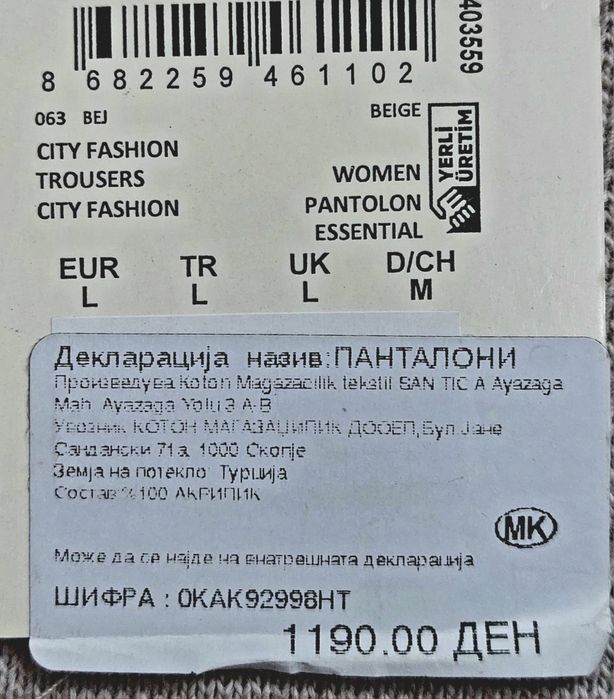 403559
8 682259 461102
063 BEJ BEIGE
YERLİ ÜRETİM
CITY FASHION
TROUSERS WOMEN
CITY FASHION PANTOLON
ESSENTIAL
EUR TR UK D/CH
L L L M
Декларација назив:ПАНТАЛОНИ
Произведува Koton Magazacilik tekstil SAN TIC A Ayazaga
Mah. Ayazaga Yolu 3 A-B
Увозник КОТОН МАГАЗАЦИЛИК ДООЕЛ,Бул Јане
Сандански 71а, 1000 Скопје
Земја на потекло: Турција
Состав %100 АКРИЛИК
MK
Може да се најде на внатрешната декларација
ШИФРА : 0KAK92998HT
1190.00 ДЕН